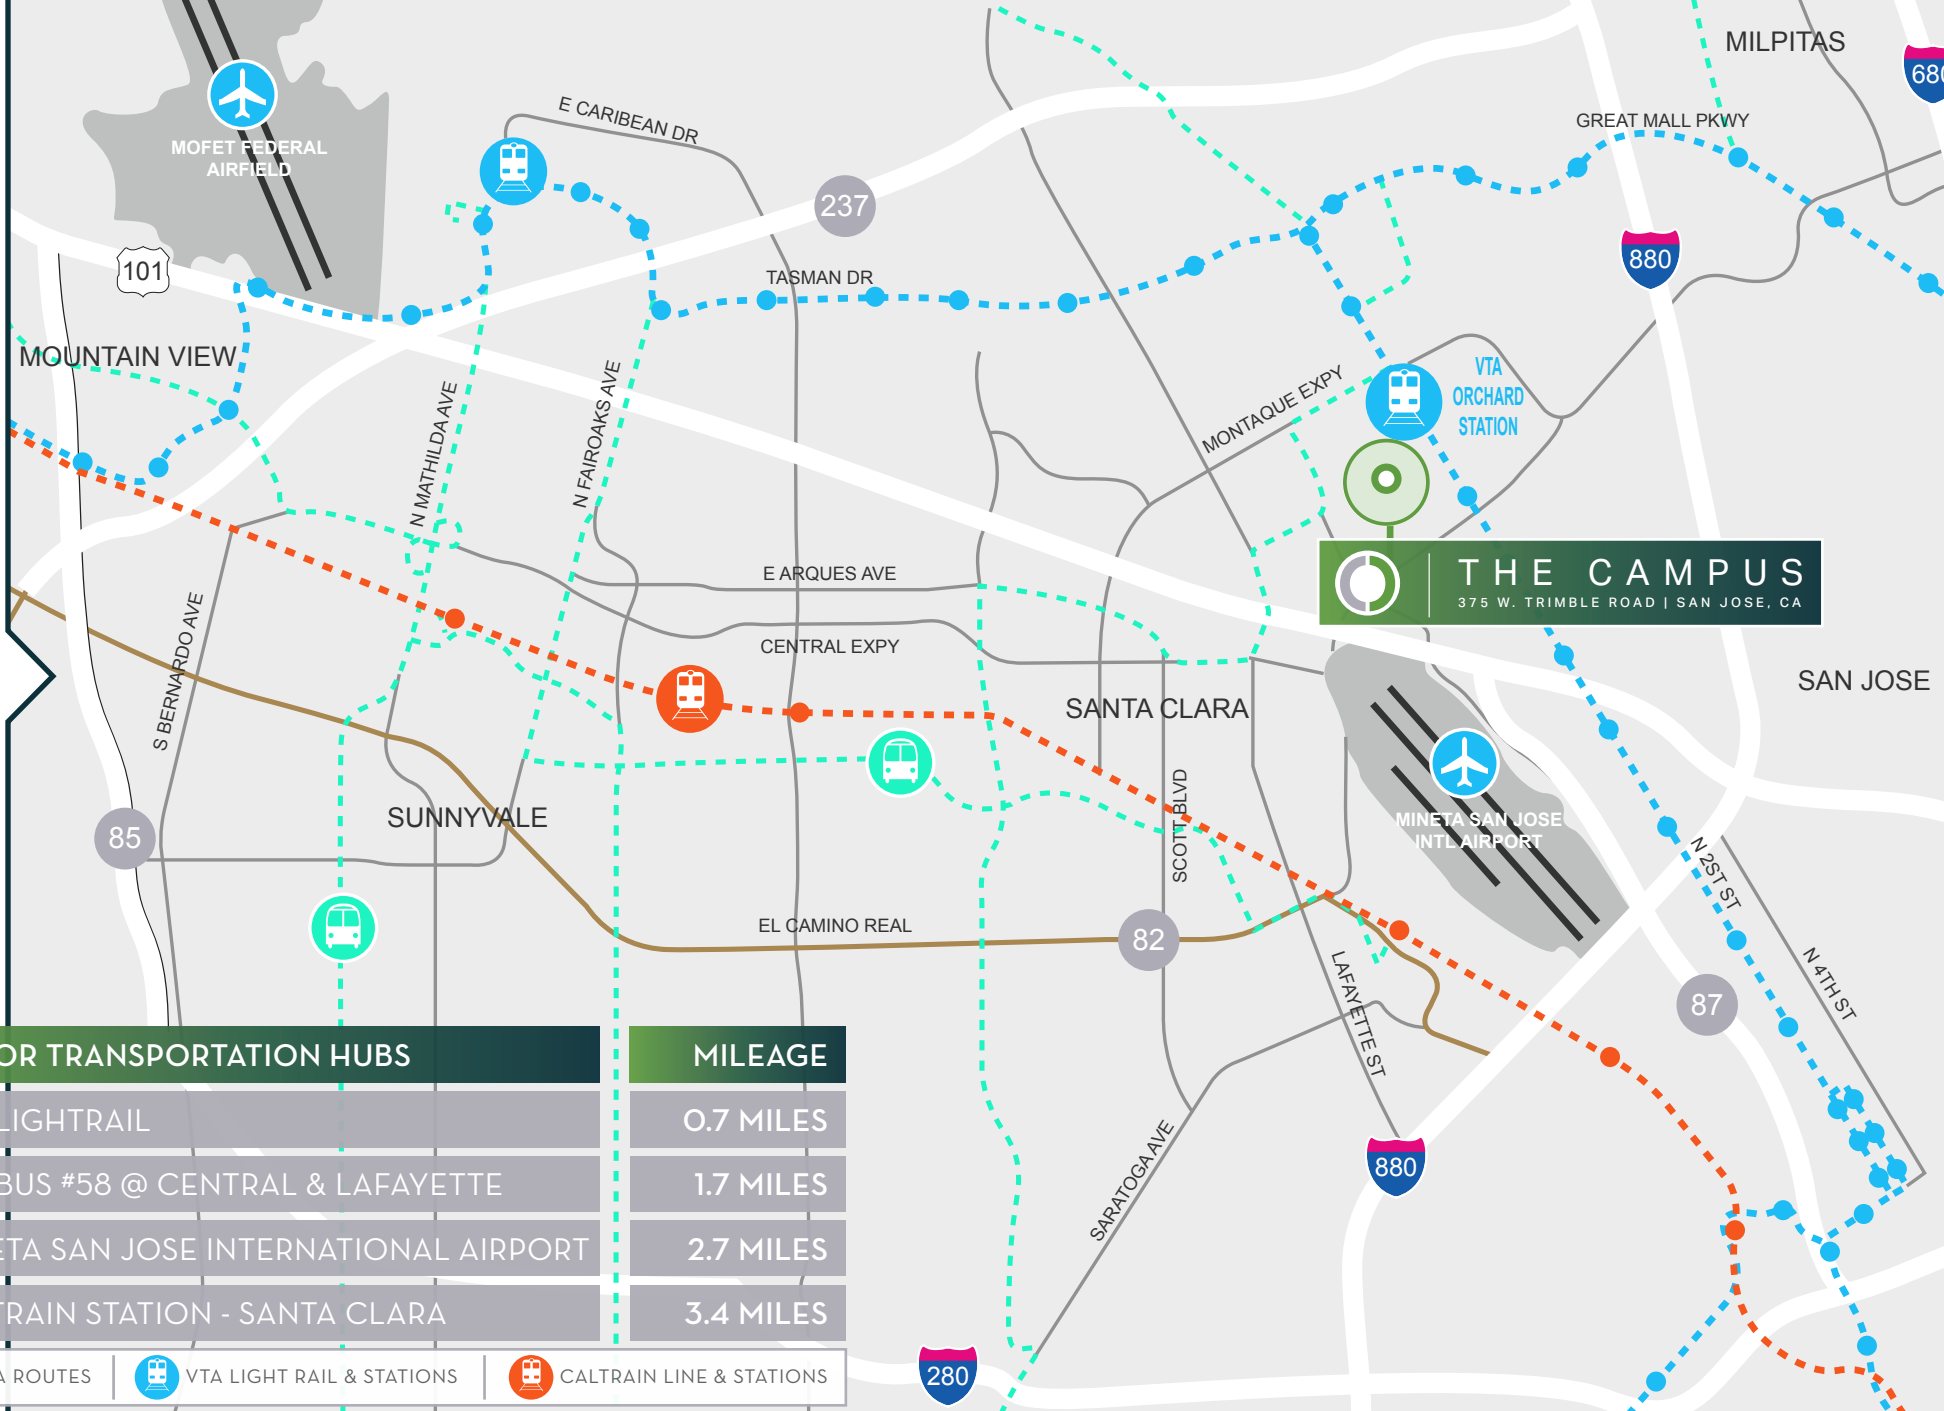 MILPITAS
680
E CARIBEAN DR
GREAT MALL PKWY
MOFET FEDERAL
AIRFIELD
237
880
101
TASMAN DR
MOUNTAIN VIEW
VTA
ORCHARD
STATION
MONTAQUE EXPY
N MATHILDA AVE
N FAIROAKS AVE
E ARQUES AVE
THE CAMPUS
375 W. TRIMBLE ROAD | SAN JOSE, CA
CENTRAL EXPY
S BERNARDO AVE
SAN JOSE
SANTA CLARA
SUNNYVALE
SCOTT BLVD
MINETA SAN JOSE
INTL AIRPORT
85
N 2ST ST
EL CAMINO REAL
82
LAFAYETTE ST
N 4TH ST
87
OR TRANSPORTATION HUBS MILEAGE
LIGHTRAIL 0.7 MILES
BUS #58 @ CENTRAL & LAFAYETTE 1.7 MILES
ETA SAN JOSE INTERNATIONAL AIRPORT 2.7 MILES
TRAIN STATION - SANTA CLARA 3.4 MILES
SARATOGA AVE
880
280
A ROUTES VTA LIGHT RAIL & STATIONS CALTRAIN LINE & STATIONS